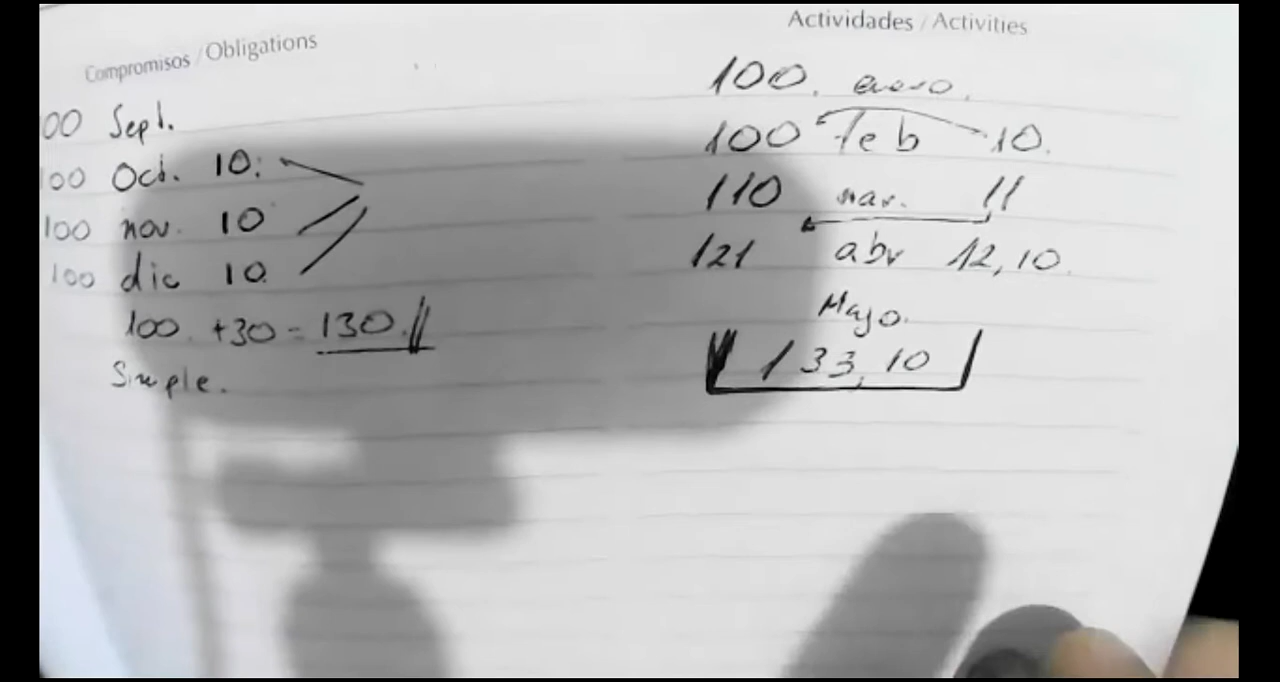 Compromisos / Obligations
00 Sept.
100 Oct. 10.
100 nov. 10
100 dic 10
100. +30 = 130.
Simple.
Actividades / Activities
100. enero.
100 feb 10.
110 mar. 11
121 abr 12,10.
Mayo.
133,10